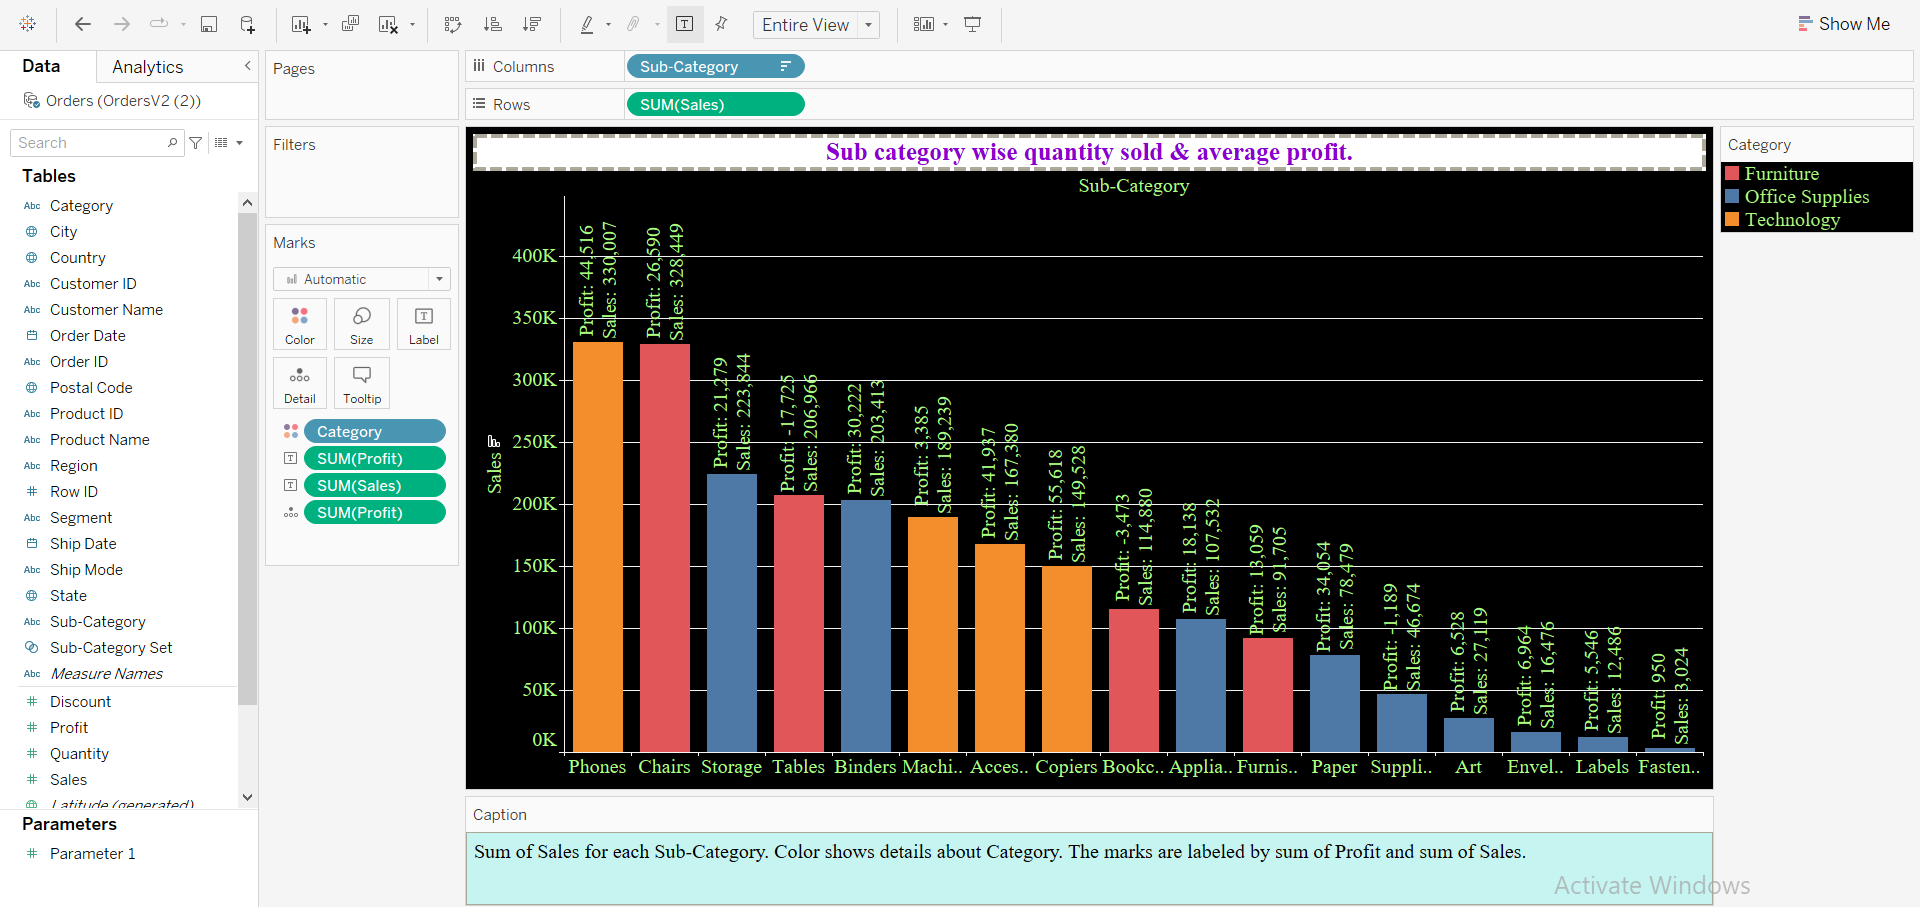 Entire View
Show Me
Data
Analytics
Orders (OrdersV2 (2))
Search
Tables
Abc Category
City
Country
Abc Customer ID
Abc Customer Name
Order Date
Abc Order ID
Postal Code
Abc Product ID
Abc Product Name
Abc Region
# Row ID
Abc Segment
Ship Date
Abc Ship Mode
State
Abc Sub-Category
Sub-Category Set
Abc Measure Names
# Discount
# Profit
# Quantity
# Sales
Latitude (generated)
Parameters
# Parameter 1
Pages
Filters
Marks
Automatic
Color
Size
T
Label
Detail
Tooltip
Category
T SUM(Profit)
T SUM(Sales)
SUM(Profit)
Columns
Sub-Category
Rows
SUM(Sales)
Sub category wise quantity sold & average profit.
Sub-Category
Sales
400K
350K
300K
250K
200K
150K
100K
50K
0K
Profit: 44,516
Sales: 330,007
Profit: 26,590
Sales: 328,449
Profit: 21,279
Sales: 223,844
Profit: -17,725
Sales: 206,966
Profit: 30,222
Sales: 203,413
Profit: 3,385
Sales: 189,239
Profit: 41,937
Sales: 167,380
Profit: 55,618
Sales: 149,528
Profit: -3,473
Sales: 114,880
Profit: 18,138
Sales: 107,532
Profit: 13,059
Sales: 91,705
Profit: 34,054
Sales: 78,479
Profit: -1,189
Sales: 46,674
Profit: 6,528
Sales: 27,119
Profit: 6,964
Sales: 16,476
Profit: 5,546
Sales: 12,486
Profit: 950
Sales: 3,024
Phones Chairs Storage Tables Binders Machi.. Acces.. Copiers Bookc.. Applia.. Furnis.. Paper Suppli.. Art Envel.. Labels Fasten..
Category
Furniture
Office Supplies
Technology
Caption
Sum of Sales for each Sub-Category. Color shows details about Category. The marks are labeled by sum of Profit and sum of Sales.
Activate Windows